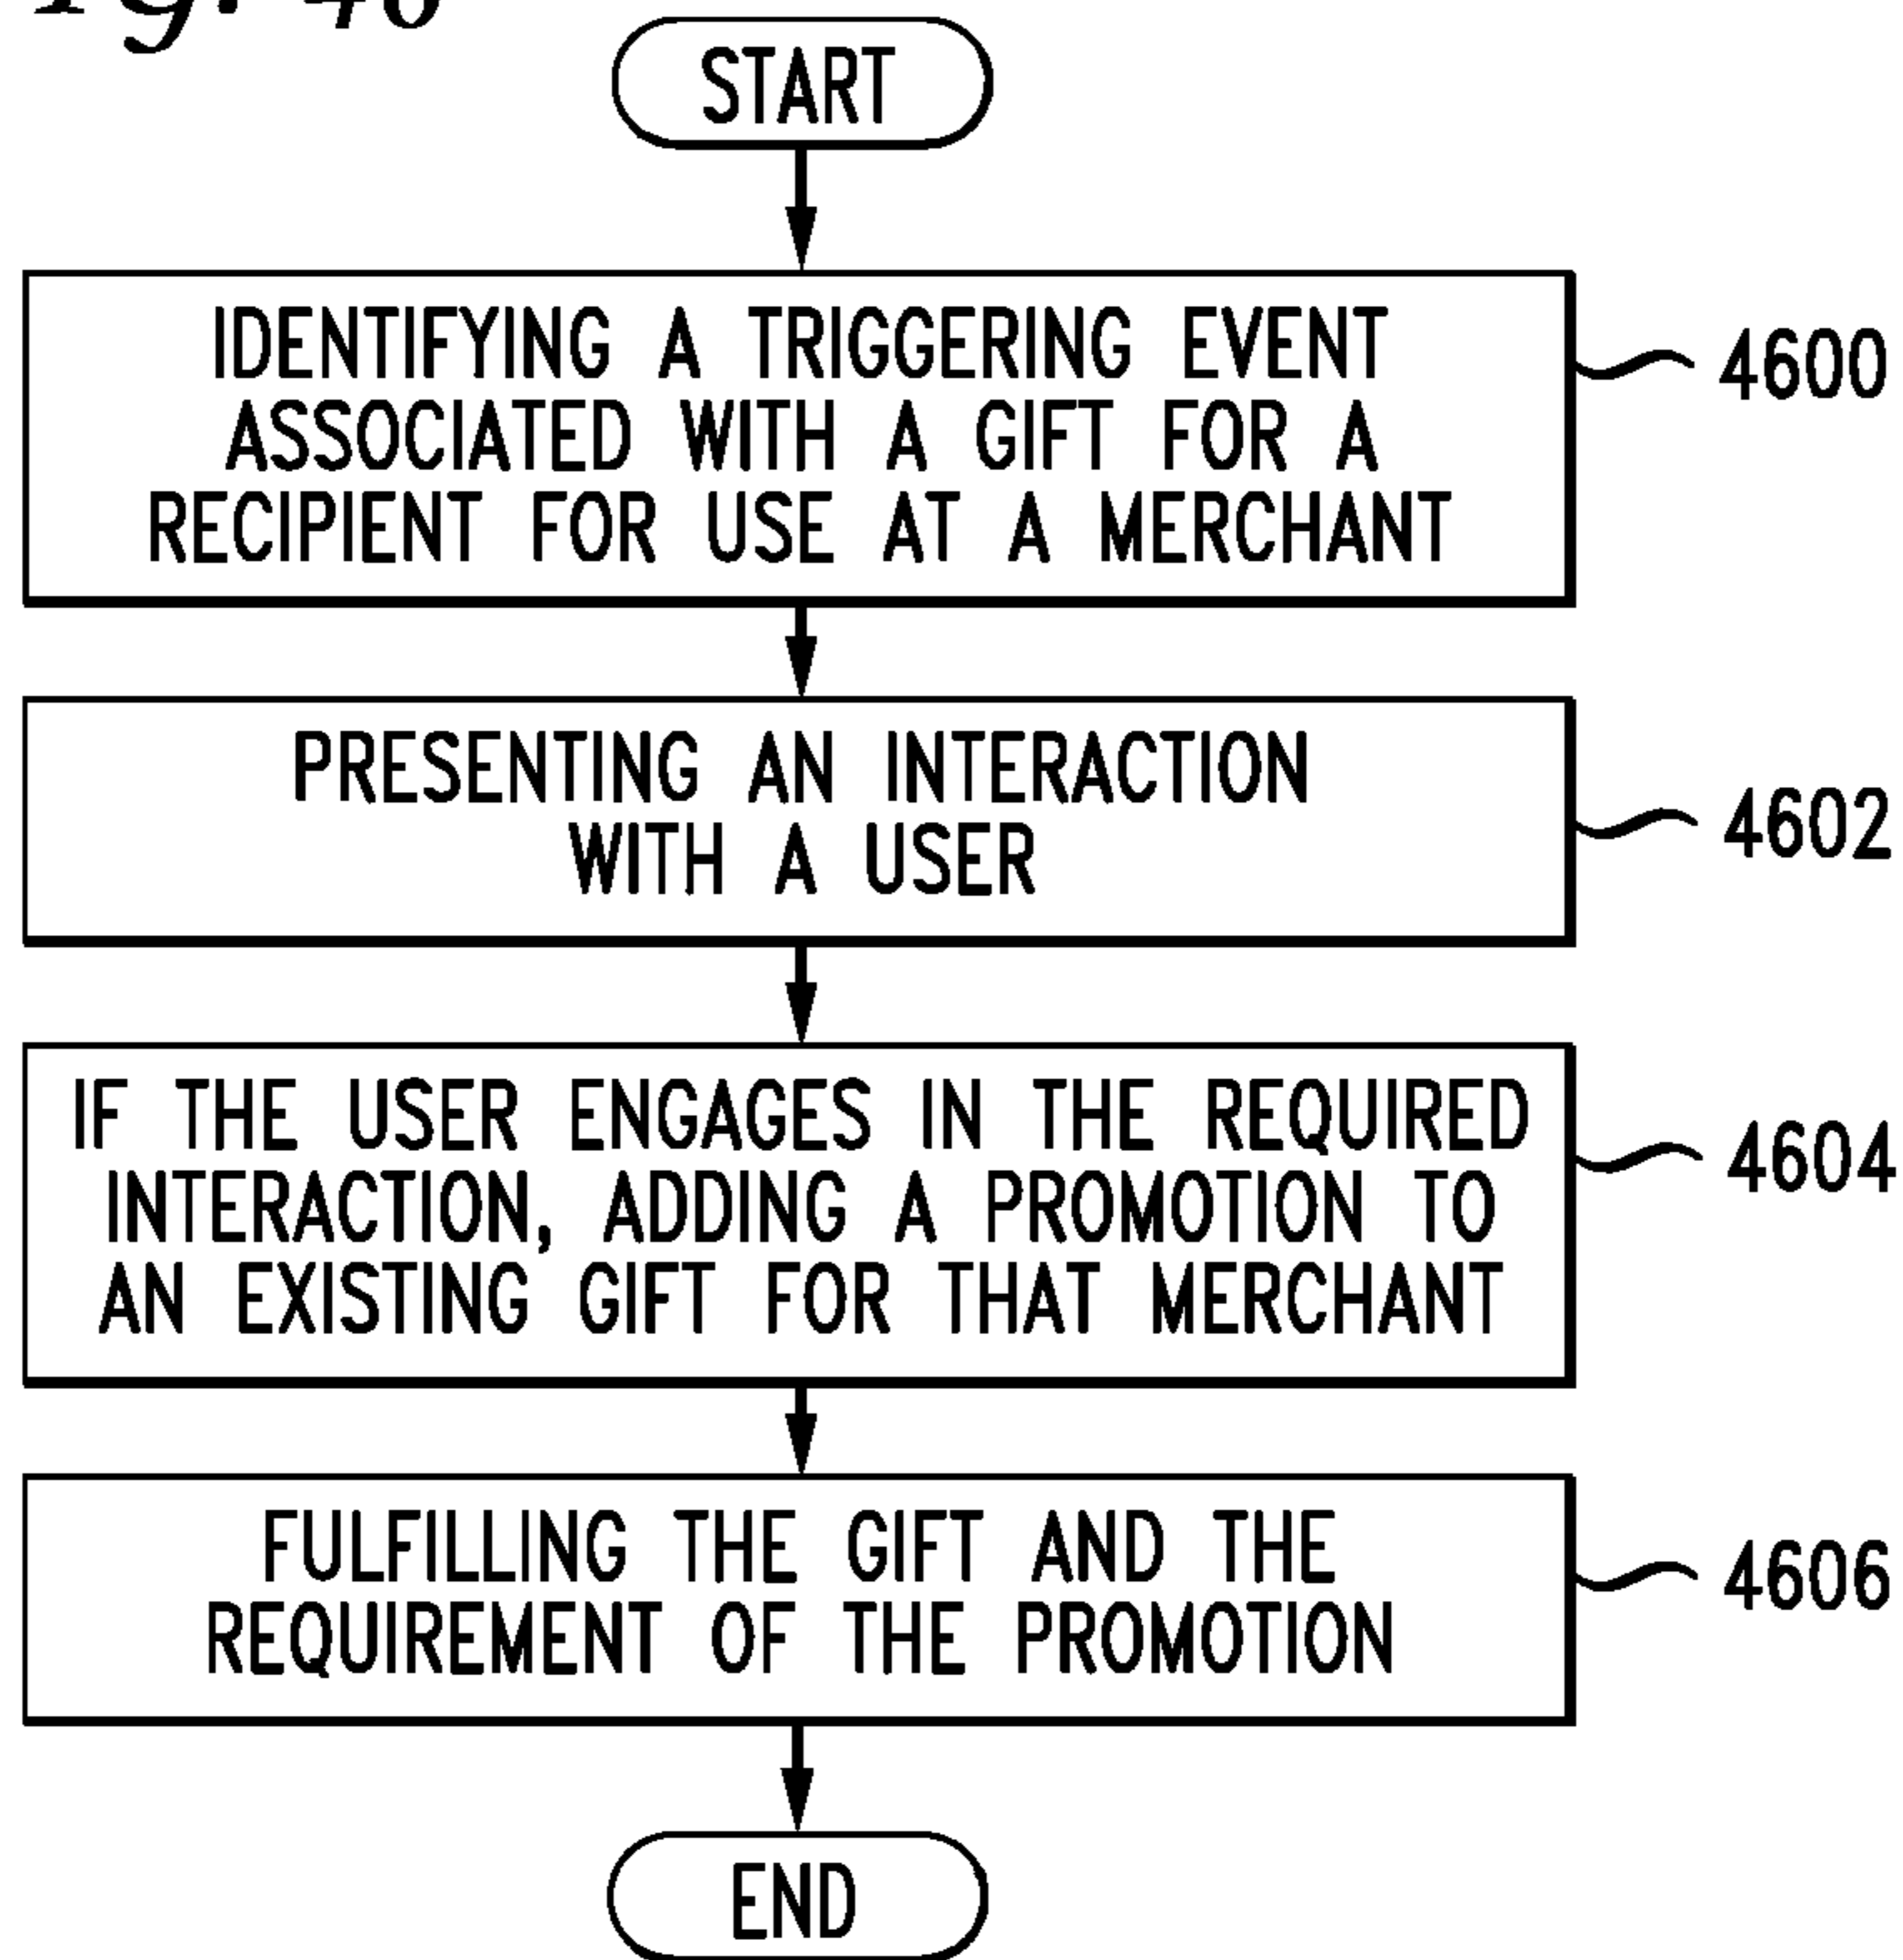 START
IDENTIFYING A TRIGGERING EVENT
ASSOCIATED WITH A GIFT FOR A
RECIPIENT FOR USE AT A MERCHANT
4600
PRESENTING AN INTERACTION
WITH A USER
4602
IF THE USER ENGAGES IN THE REQUIRED
INTERACTION, ADDING A PROMOTION TO
AN EXISTING GIFT FOR THAT MERCHANT
4604
FULFILLING THE GIFT AND THE
REQUIREMENT OF THE PROMOTION
4606
END